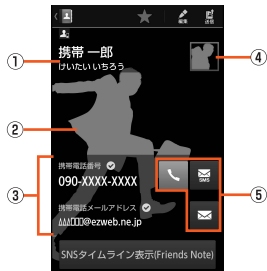 編集
送信
① 携帯 一郎
けいたい いちろう
④
②
③
携帯電話番号
090-XXXX-XXXX
SMS
⑤
携帯電話メールアドレス
△△△□□□@ezweb.ne.jp
SNSタイムライン表示(Friends Note)